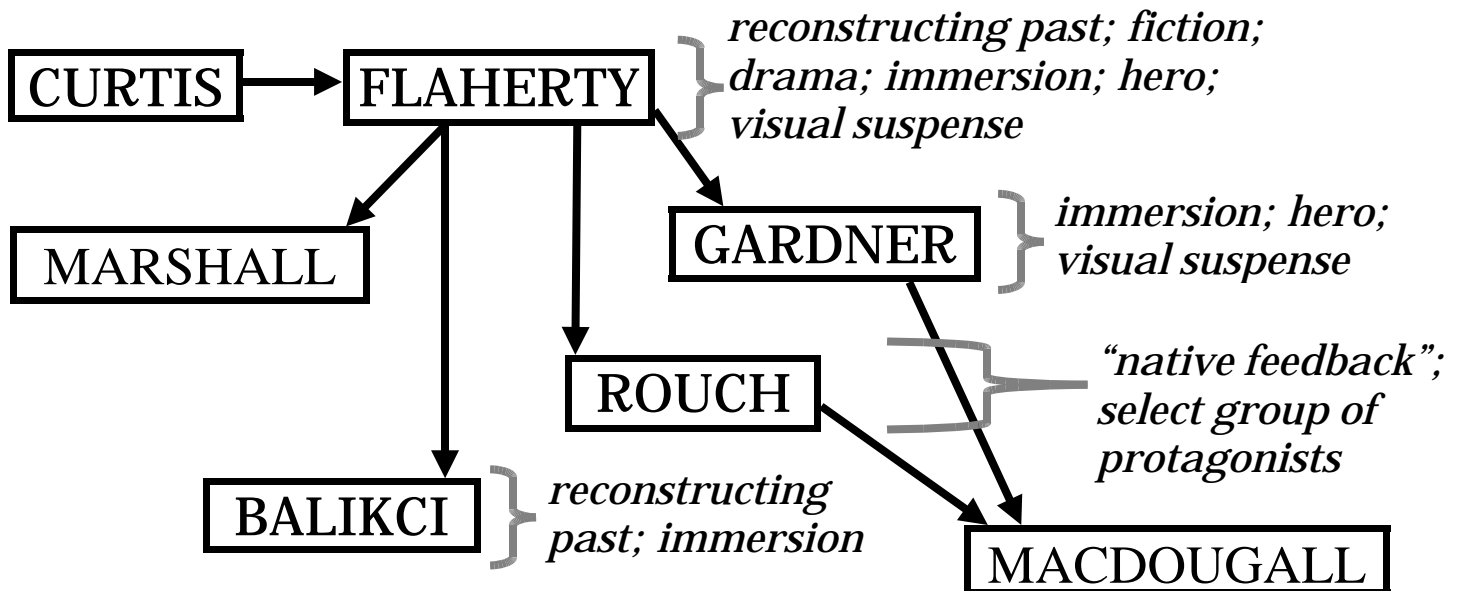 CURTIS
FLAHERTY
reconstructing past; fiction;
drama; immersion; hero;
visual suspense
MARSHALL
GARDNER
immersion; hero;
visual suspense
ROUCH
“native feedback”;
select group of
protagonists
BALIKCI
reconstructing
past; immersion
MACDOUGALL